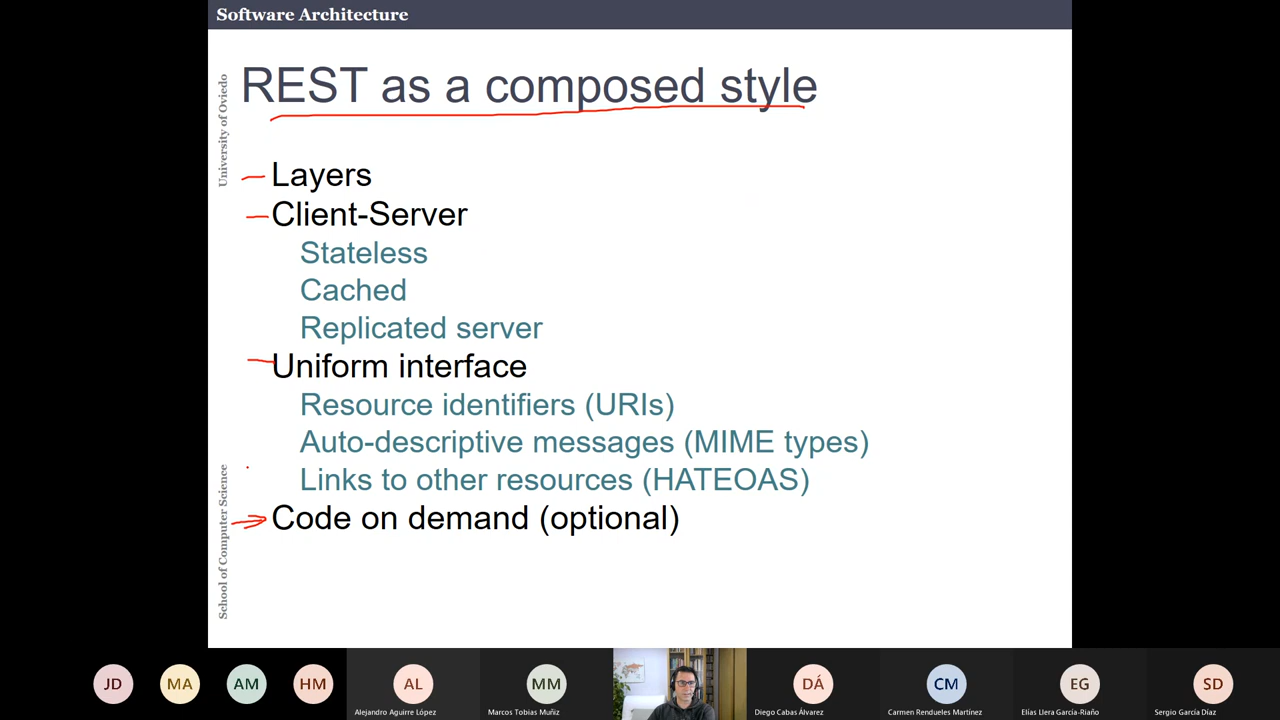 Software Architecture
University of Oviedo
REST as a composed style
Layers
Client-Server
Stateless
Cached
Replicated server
Uniform interface
Resource identifiers (URIs)
Auto-descriptive messages (MIME types)
Links to other resources (HATEOAS)
School of Computer Science
Code on demand (optional)
JD
MA
AM
HM
AL
MM
DÁ
CM
EG
SD
Alejandro Aguirre López
Marcos Tobias Muñiz
Diego Cabas Álvarez
Carmen Rendueles Martínez
Elías Llera García-Riaño
Sergio García Díaz